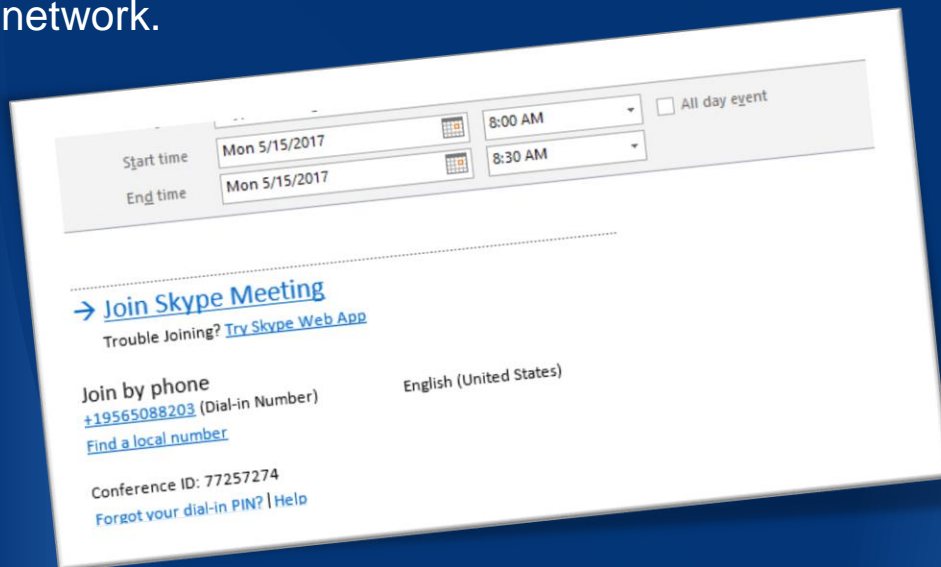 network.
Start time Mon 5/15/2017 8:00 AM All day event
End time Mon 5/15/2017 8:30 AM
→ Join Skype Meeting
Trouble Joining? Try Skype Web App
Join by phone
+19565088203 (Dial-in Number) English (United States)
Find a local number
Conference ID: 77257274
Forgot your dial-in PIN? | Help